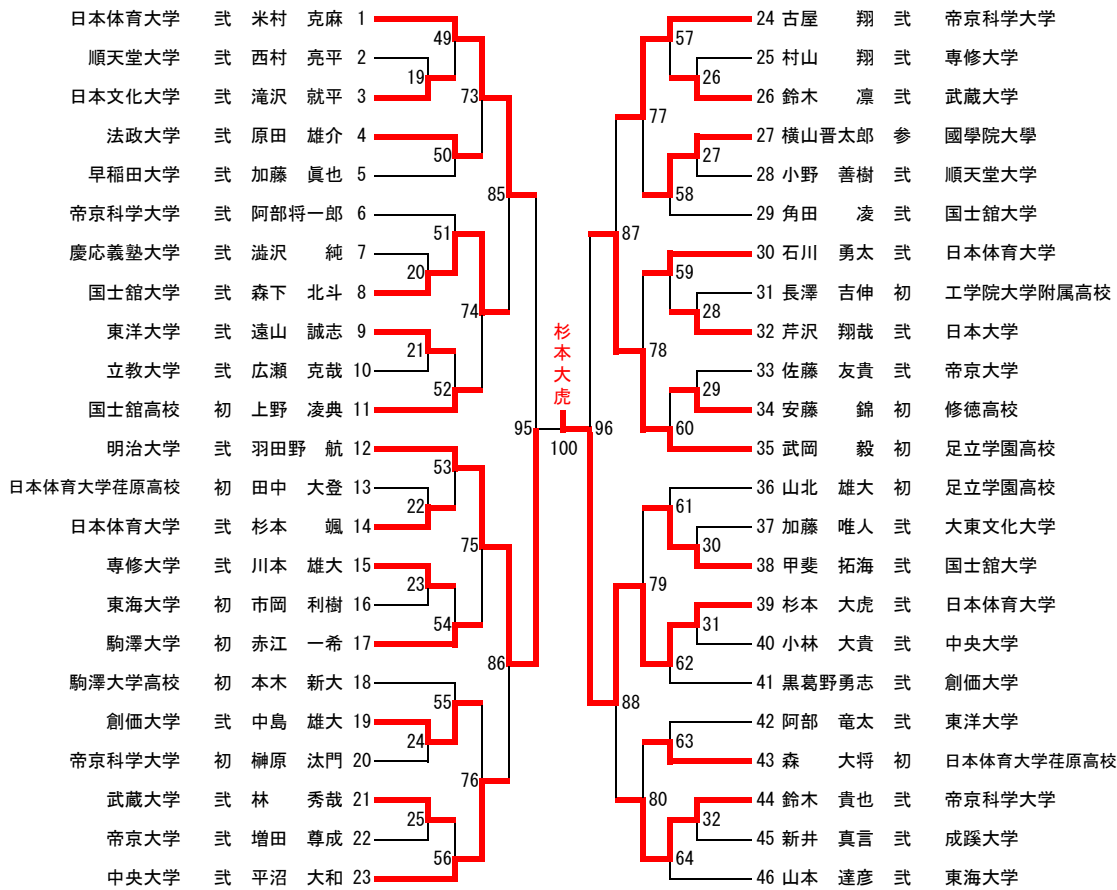 日本体育大学 弐 米村 克麻 1
順天堂大学 弐 西村 亮平 2
日本文化大学 弐 滝沢 就平 3
法政大学 弐 原田 雄介 4
早稲田大学 弐 加藤 眞也 5
帝京科学大学 弐 阿部将一郎 6
慶応義塾大学 弐 澁沢 純 7
国士舘大学 弐 森下 北斗 8
東洋大学 弐 遠山 誠志 9
立教大学 弐 広瀬 克哉 10
国士舘高校 初 上野 凌典 11
明治大学 弐 羽田野 航 12
日本体育大学荏原高校 初 田中 大登 13
日本体育大学 弐 杉本 颯 14
専修大学 弐 川本 雄大 15
東海大学 初 市岡 利樹 16
駒澤大学 初 赤江 一希 17
駒澤大学高校 初 本木 新大 18
創価大学 弐 中島 雄大 19
帝京科学大学 初 榊原 汰門 20
武蔵大学 弐 林 秀哉 21
帝京大学 弐 増田 尊成 22
中央大学 弐 平沼 大和 23
49
19
73
50
85
51
20
74
21
52
95
53
22
75
23
54
86
55
24
76
25
56
杉本大虎
100
96
57
26
77
27
58
87
59
28
78
29
60
61
30
79
31
62
88
63
80
32
64
24 古屋 翔 弐 帝京科学大学
25 村山 翔 弐 専修大学
26 鈴木 凛 弐 武蔵大学
27 横山晋太郎 参 國學院大學
28 小野 善樹 弐 順天堂大学
29 角田 凌 弐 国士舘大学
30 石川 勇太 弐 日本体育大学
31 長澤 吉伸 初 工学院大学附属高校
32 芹沢 翔哉 弐 日本大学
33 佐藤 友貴 弐 帝京大学
34 安藤 錦 初 修徳高校
35 武岡 毅 初 足立学園高校
36 山北 雄大 初 足立学園高校
37 加藤 唯人 弐 大東文化大学
38 甲斐 拓海 弐 国士舘大学
39 杉本 大虎 弐 日本体育大学
40 小林 大貴 弐 中央大学
41 黒葛野勇志 弐 創価大学
42 阿部 竜太 弐 東洋大学
43 森 大将 初 日本体育大学荏原高校
44 鈴木 貴也 弐 帝京科学大学
45 新井 真言 弐 成蹊大学
46 山本 達彦 弐 東海大学